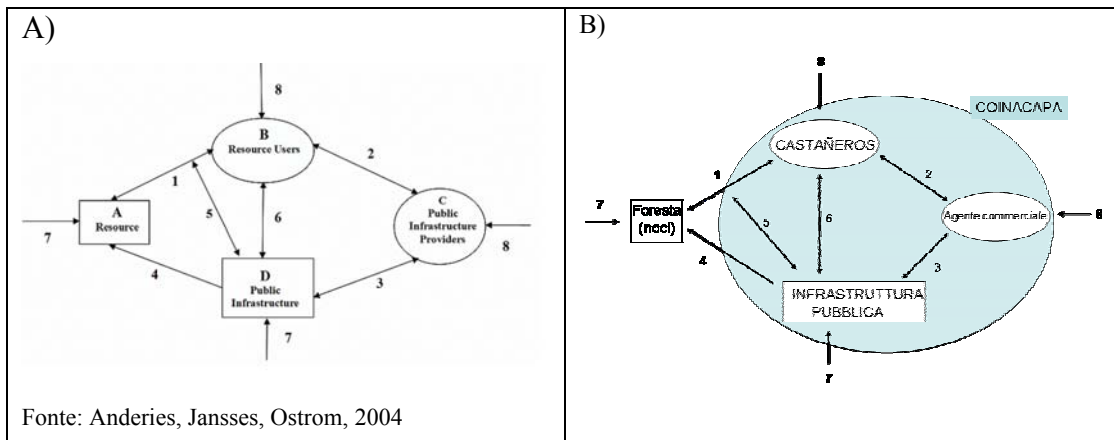 A)
8
B
Resource Users
2
1
A
Resource
5
6
C
Public
Infrastructure
Providers
7
8
4
D
Public
Infrastructure
3
7
Fonte: Anderies, Jansses, Ostrom, 2004
B)
8
COINACAPA
CASTAÑEROS
1
2
7
Foresta
(noci)
5
6
Agente commerciale
8
4
3
INFRASTRUTTURA
PUBBLICA
7